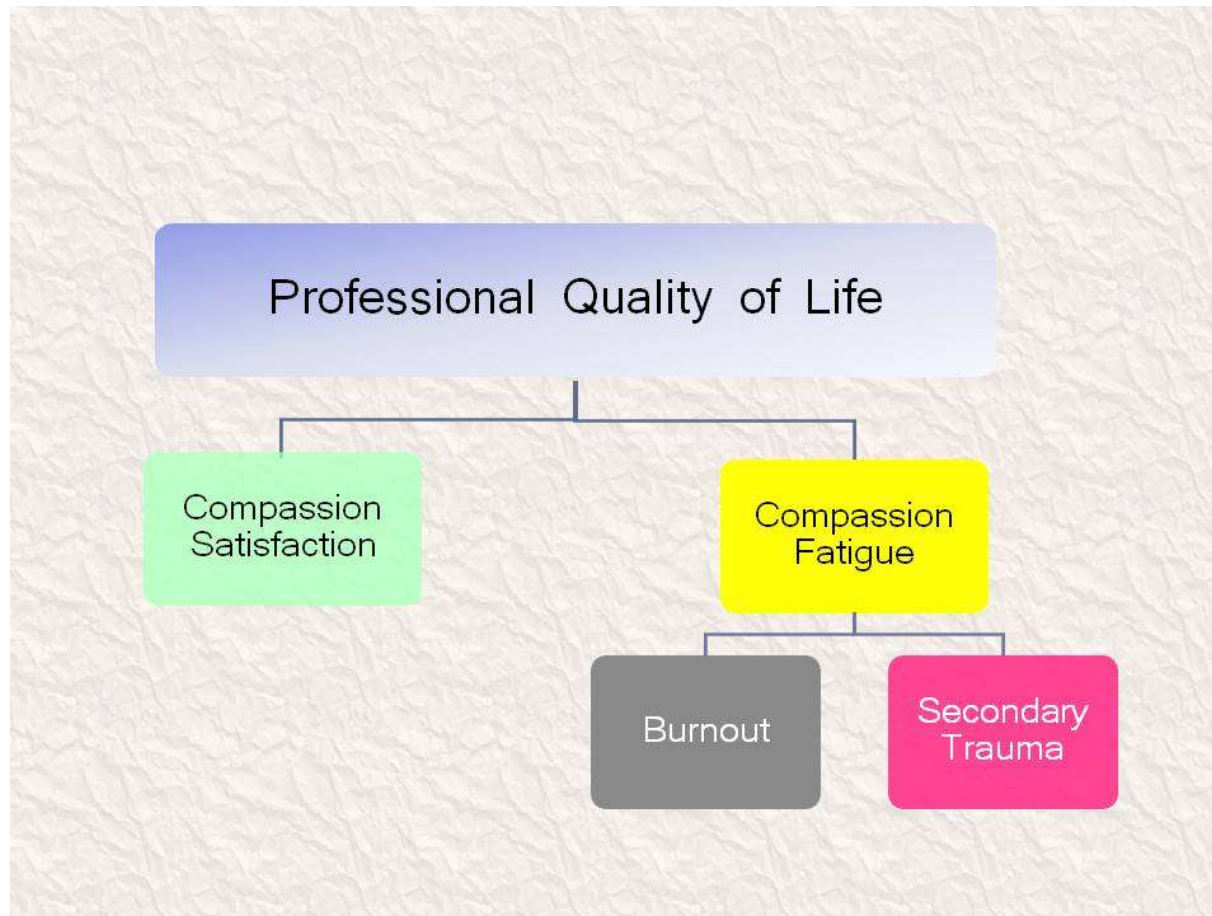 Professional Quality of Life
Compassion
Satisfaction
Compassion
Fatigue
Burnout
Secondary
Trauma